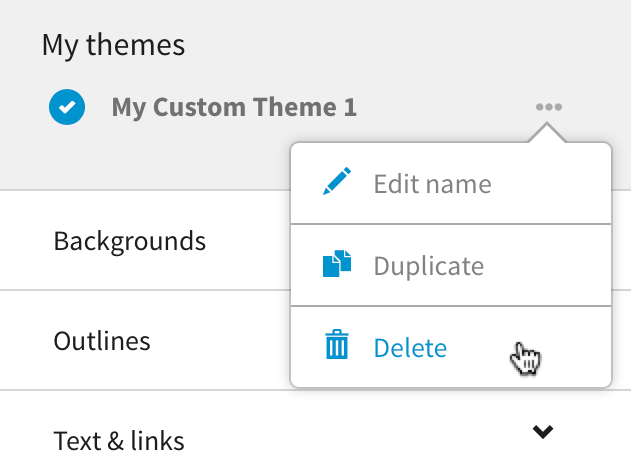 My themes
My Custom Theme 1
Edit name
Backgrounds
Duplicate
Outlines
Delete
Text & links